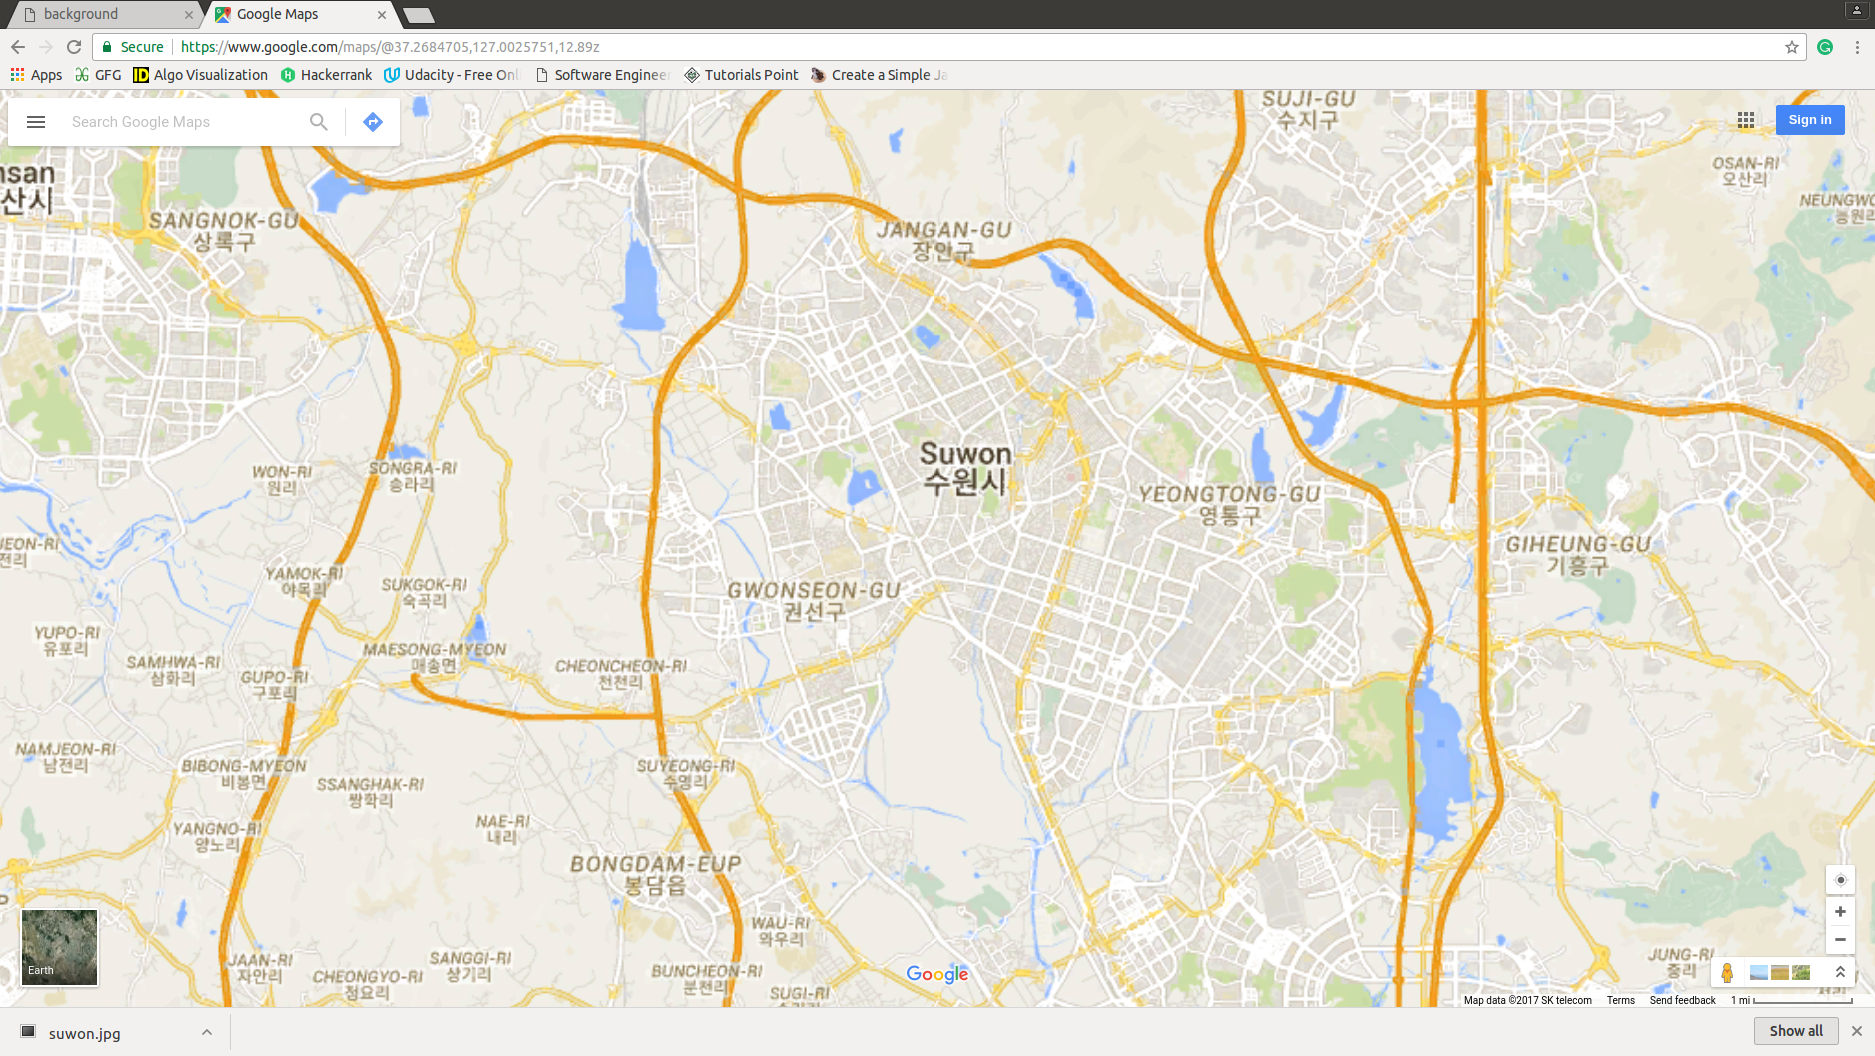 background
Google Maps
Secure
https://www.google.com/maps/@37.2684705,127.0025751,12.89z
Apps
GFG
Algo Visualization
Hackerrank
Udacity - Free Onl
Software Enginee
Tutorials Point
Create a Simple Ja
Search Google Maps
Sign in
SUJI-GU
수지구
OSAN-RI
오산리
NEUNGWO
능원
nsan
산시
SANGNOK-GU
상록구
JANGAN-GU
장안구
Suwon
수원시
WON-RI
원리
SONGRA-RI
송라리
YEONGTONG-GU
영통구
GIHEUNG-GU
기흥구
JEON-RI
전리
YAMOK-RI
야목리
SUKGOK-RI
숙곡리
GWONSEON-GU
권선구
YUPO-RI
유포리
SAMHWA-RI
삼화리
MAESONG-MYEON
매송면
GUPO-RI
구포리
CHEONCHEON-RI
천천리
NAMJEON-RI
남전리
BIBONG-MYEON
비봉면
SSANGHAK-RI
쌍학리
SUYEONG-RI
수영리
YANGNO-RI
양노리
NAE-RI
내리
BONGDAM-EUP
봉담읍
WAU-RI
와우리
JAAN-RI
자안리
CHEONGYO-RI
청요리
SANGGI-RI
상기리
BUNCHEON-RI
분천리
SUGI-RI
JUNG-RI
중리
Earth
Google
Map data ©2017 SK telecom
Terms
Send feedback
1 mi
suwon.jpg
Show all